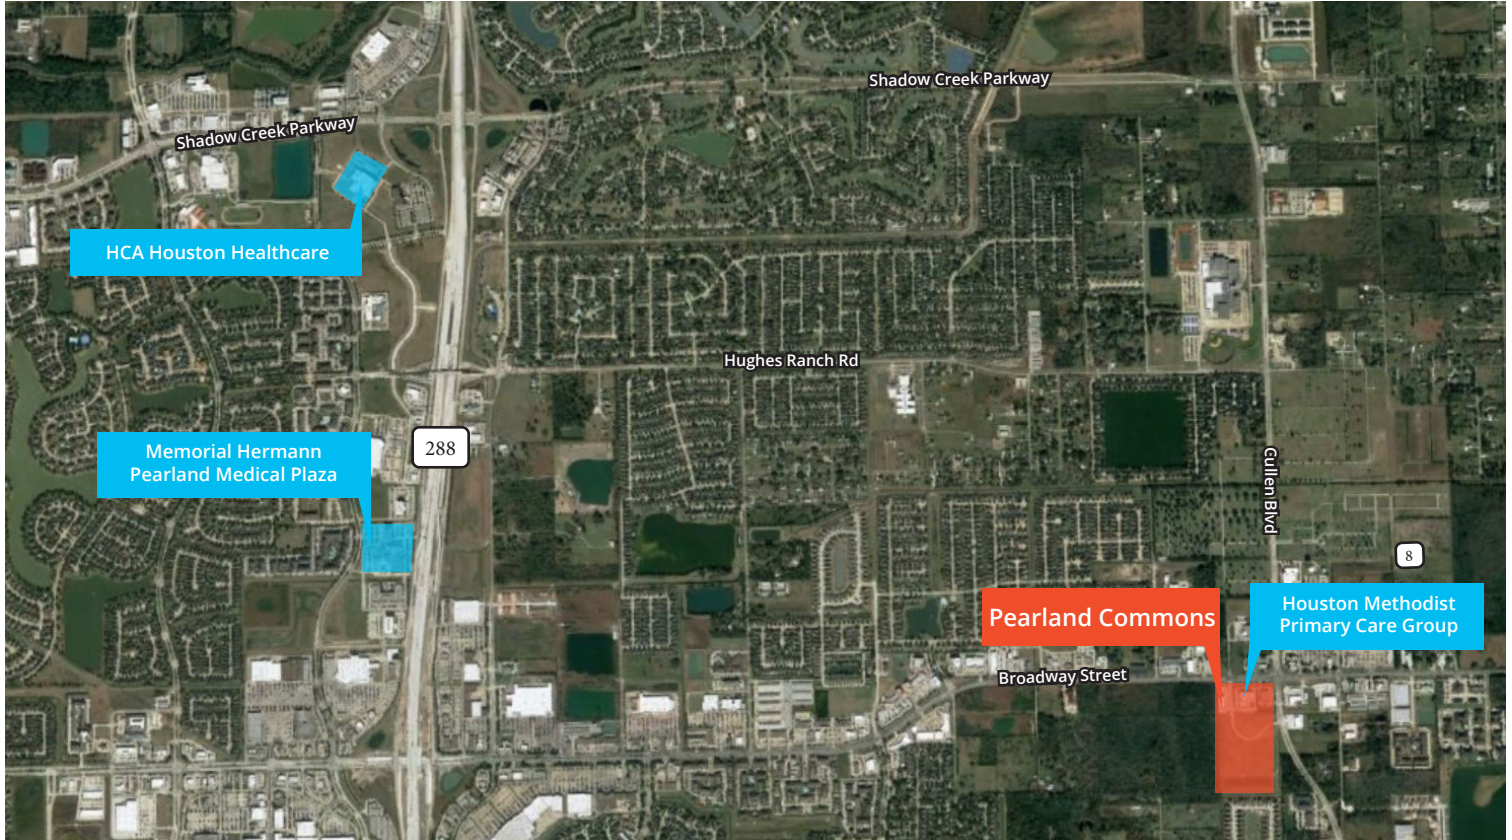 Shadow Creek Parkway
Shadow Creek Parkway
HCA Houston Healthcare
Hughes Ranch Rd
288
Memorial Hermann
Pearland Medical Plaza
Cullen Blvd
8
Pearland Commons
Houston Methodist
Primary Care Group
Broadway Street